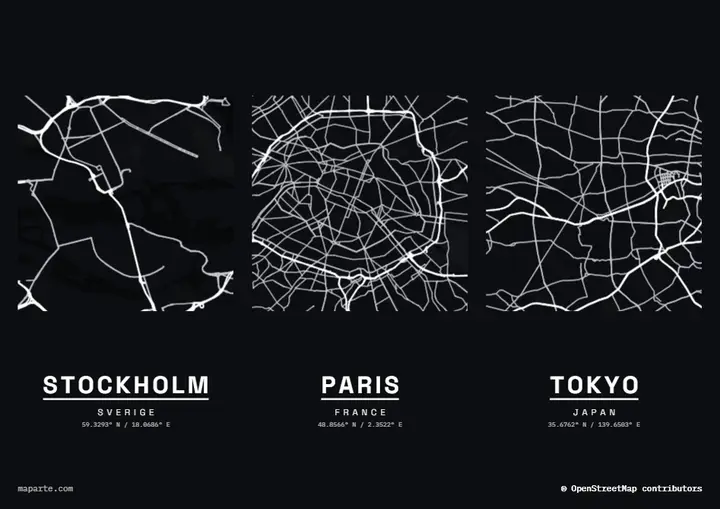 STOCKHOLM
SVERIGE
59.3293° N / 18.0686° E
PARIS
FRANCE
48.8566° N / 2.3522° E
TOKYO
JAPAN
35.6762° N / 139.6503° E
maparte.com
© OpenStreetMap contributors